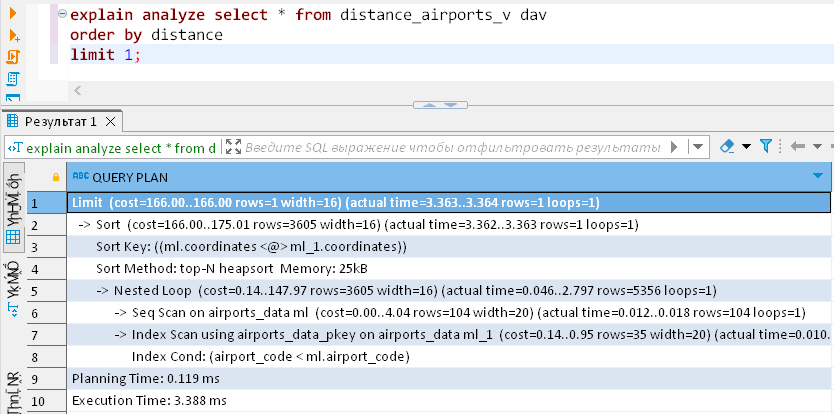 explain analyze select * from distance_airports_v dav
order by distance
limit 1;
Результат 1
explain analyze select * from d
Введите SQL выражение чтобы отфильтровать результаты
ABC QUERY PLAN
1 Limit (cost=166.00..166.00 rows=1 width=16) (actual time=3.363..3.364 rows=1 loops=1)
2 -> Sort (cost=166.00..175.01 rows=3605 width=16) (actual time=3.362..3.363 rows=1 loops=1)
3 Sort Key: ((ml.coordinates <@> ml_1.coordinates))
4 Sort Method: top-N heapsort Memory: 25kB
5 -> Nested Loop (cost=0.14..147.97 rows=3605 width=16) (actual time=0.046..2.797 rows=5356 loops=1)
6 -> Seq Scan on airports_data ml (cost=0.00..4.04 rows=104 width=20) (actual time=0.012..0.018 rows=104 loops=1)
7 -> Index Scan using airports_data_pkey on airports_data ml_1 (cost=0.14..0.95 rows=35 width=20) (actual time=0.010..
8 Index Cond: (airport_code < ml.airport_code)
9 Planning Time: 0.119 ms
10 Execution Time: 3.388 ms